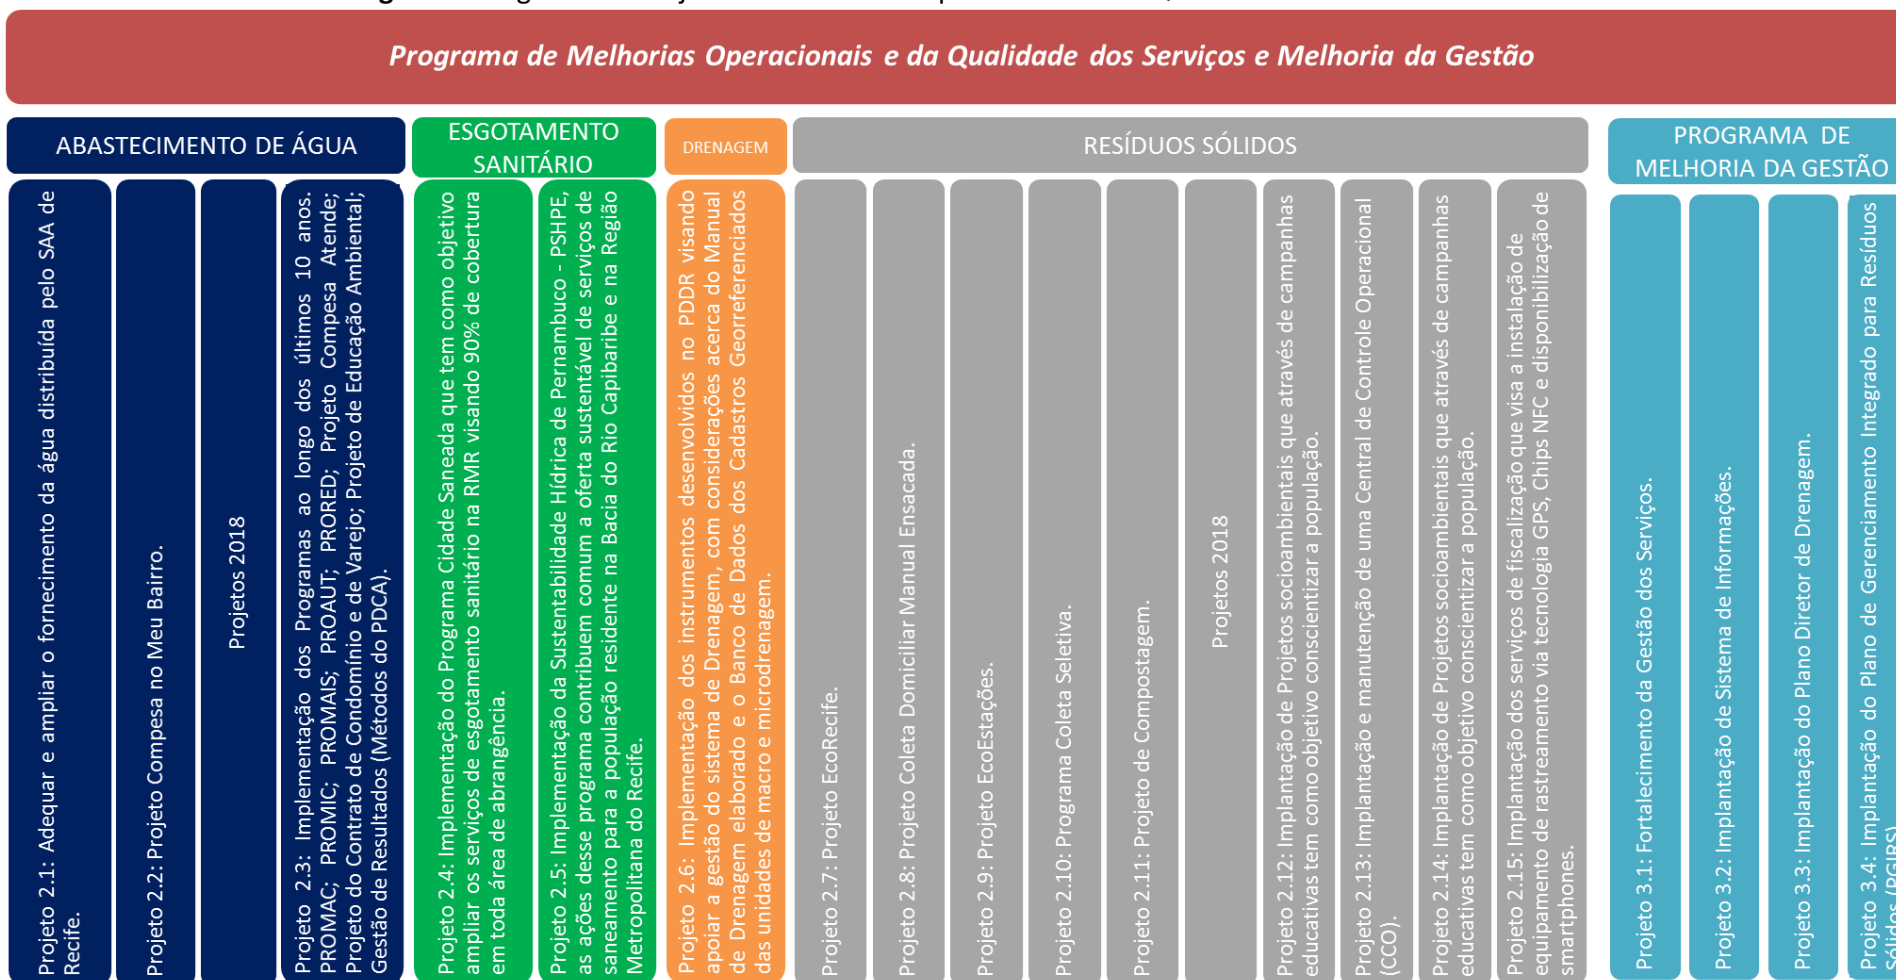 Programa de Melhorias Operacionais e da Qualidade dos Serviços e Melhoria da Gestão
ABASTECIMENTO DE ÁGUA
Projeto 2.1: Adequar e ampliar o fornecimento da água distribuída pelo SAA de
Recife.
Projeto 2.2: Projeto Compesa no Meu Bairro.
Projetos 2018
Projeto 2.3: Implementação dos Programas ao longo dos últimos 10 anos.
PROMAC; PROMIC; PROMAIS; PROAUT; PRORED; Projeto Compesa Atende;
Projeto do Contrato de Condomínio e de Varejo; Projeto de Educação Ambiental;
Gestão de Resultados (Métodos do PDCA).
ESGOTAMENTO
SANITÁRIO
Projeto 2.4: Implementação do Programa Cidade Saneada que tem como objetivo
ampliar os serviços de esgotamento sanitário na RMR visando 90% de cobertura
em toda área de abrangência.
Projeto 2.5: Implementação da Sustentabilidade Hídrica de Pernambuco - PSHPE,
as ações desse programa contribuem comum a oferta sustentável de serviços de
saneamento para a população residente na Bacia do Rio Capibaribe e na Região
Metropolitana do Recife.
DRENAGEM
Projeto 2.6: Implementação dos instrumentos desenvolvidos no PDDR visando
apoiar a gestão do sistema de Drenagem, com considerações acerca do Manual
de Drenagem elaborado e o Banco de Dados dos Cadastros Georreferenciados
das unidades de macro e microdrenagem.
RESÍDUOS SÓLIDOS
Projeto 2.7: Projeto EcoRecife.
Projeto 2.8: Projeto Coleta Domiciliar Manual Ensacada.
Projeto 2.9: Projeto EcoEstações.
Projeto 2.10: Programa Coleta Seletiva.
Projeto 2.11: Projeto de Compostagem.
Projetos 2018
Projeto 2.12: Implantação de Projetos socioambientais que através de campanhas
educativas tem como objetivo conscientizar a população.
Projeto 2.13: Implantação e manutenção de uma Central de Controle Operacional
(CCO).
Projeto 2.14: Implantação de Projetos socioambientais que através de campanhas
educativas tem como objetivo conscientizar a população.
Projeto 2.15: Implantação dos serviços de fiscalização que visa a instalação de
equipamento de rastreamento via tecnologia GPS, Chips NFC e disponibilização de
smartphones.
PROGRAMA DE
MELHORIA DA GESTÃO
Projeto 3.1: Fortalecimento da Gestão dos Serviços.
Projeto 3.2: Implantação de Sistema de Informações.
Projeto 3.3: Implantação do Plano Diretor de Drenagem.
Projeto 3.4: Implantação do Plano de Gerenciamento Integrado para Resíduos
Sólidos (PGIRS)